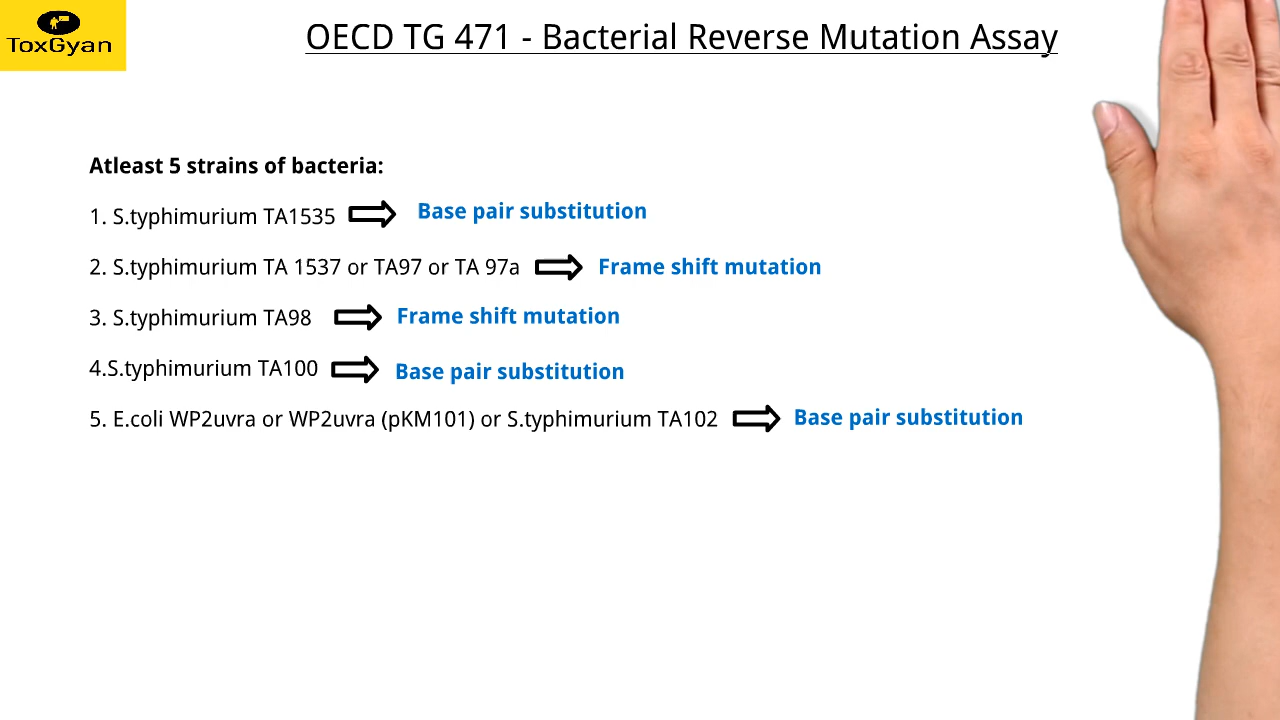 ToxGyan
OECD TG 471 - Bacterial Reverse Mutation Assay
Atleast 5 strains of bacteria:
1. S.typhimurium TA1535 Base pair substitution
2. S.typhimurium TA 1537 or TA97 or TA 97a Frame shift mutation
3. S.typhimurium TA98 Frame shift mutation
4.S.typhimurium TA100 Base pair substitution
5. E.coli WP2uvra or WP2uvra (pKM101) or S.typhimurium TA102 Base pair substitution